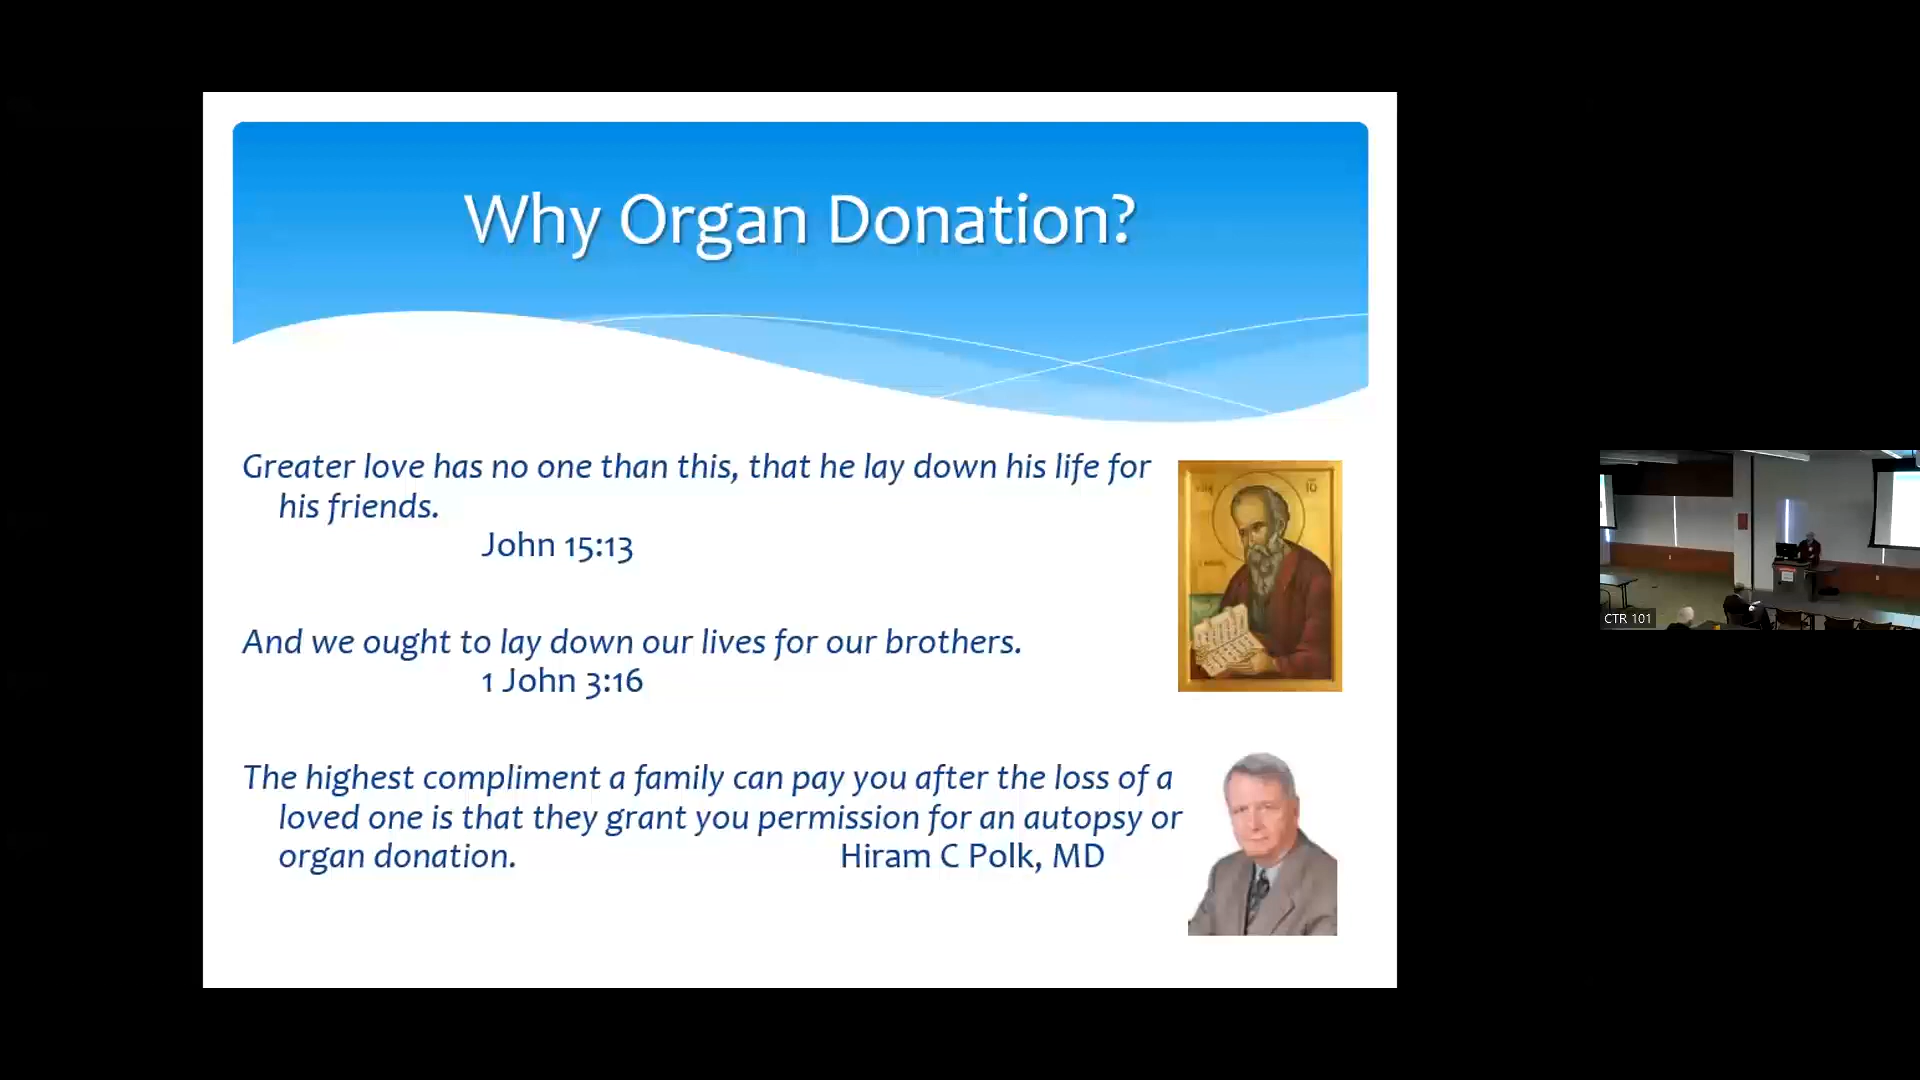 Why Organ Donation?
Greater love has no one than this, that he lay down his life for
his friends.
John 15:13
And we ought to lay down our lives for our brothers.
1 John 3:16
The highest compliment a family can pay you after the loss of a
loved one is that they grant you permission for an autopsy or
organ donation. Hiram C Polk, MD
CTR 101